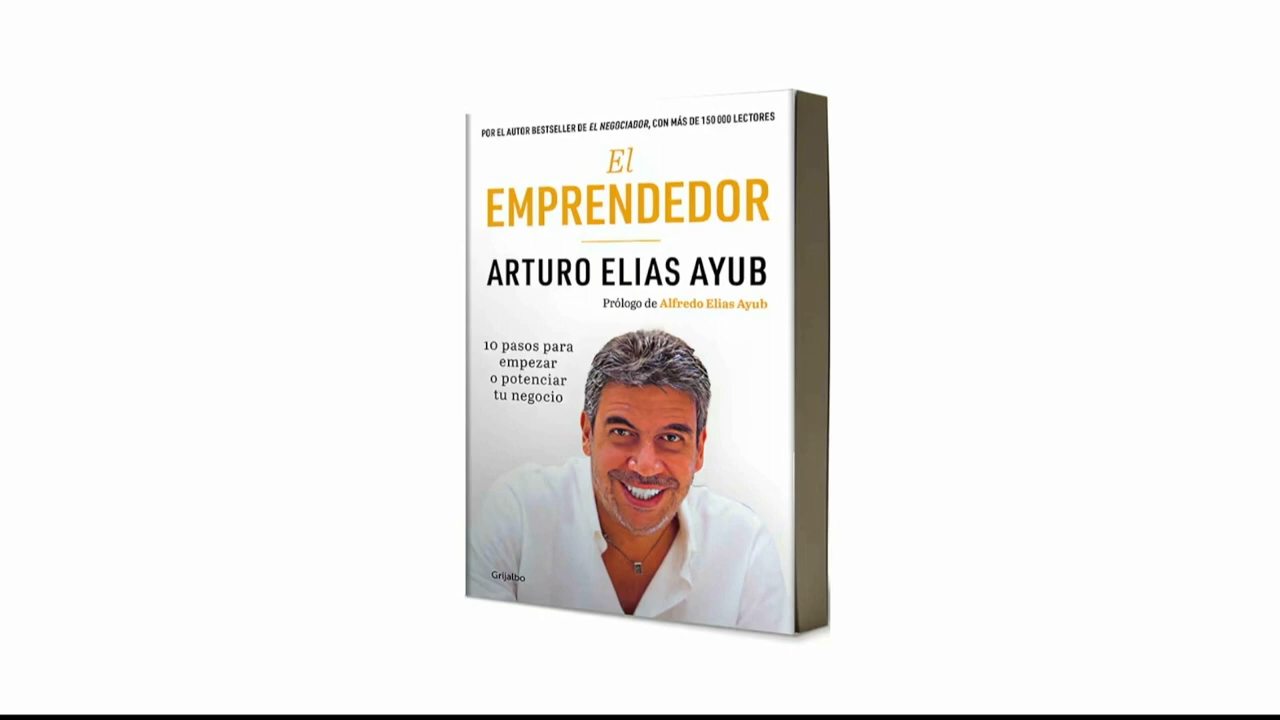 POR EL AUTOR BESTSELLER DE EL NEGOCIADOR, CON MÁS DE 150 000 LECTORES
El
EMPRENDEDOR
ARTURO ELIAS AYUB
Prólogo de Alfredo Elias Ayub
10 pasos para
empezar
o potenciar
tu negocio
Grijalbo